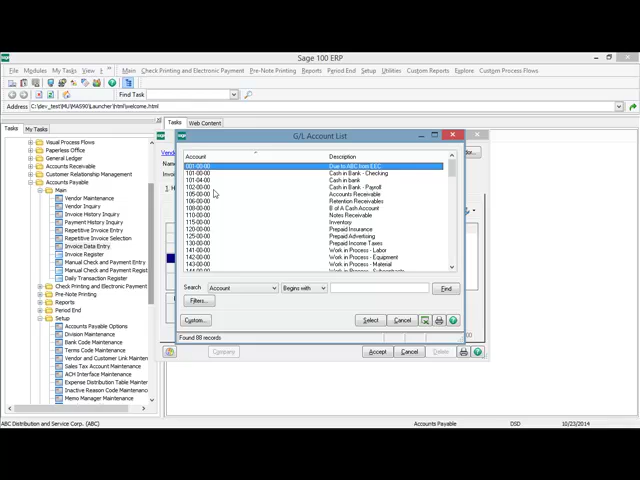 Sage 100 ERP
File Modules My Tasks View Main Check Printing and Electronic Payment Pre-Note Printing Reports Period End Setup Utilities Custom Reports Explore Custom Process Flows
Find Task
Address C:\dev_test\MU\MAS90\Launcher\html\welcome.html
Tasks My Tasks
Tasks Web Content
Visual Process Flows
Paperless Office
General Ledger
Accounts Receivable
Customer Relationship Management
Accounts Payable
Main
Vendor Maintenance
Vendor Inquiry
Invoice History Inquiry
Payment History Inquiry
Repetitive Invoice Entry
Repetitive Invoice Selection
Invoice Data Entry
Invoice Register
Manual Check and Payment Entry
Manual Check and Payment Regist
Daily Transaction Register
Check Printing and Electronic Payment
Pre-Note Printing
Reports
Period End
Setup
Accounts Payable Options
Division Maintenance
Bank Code Maintenance
Terms Code Maintenance
Vendor and Customer Link Mainten
Sales Tax Account Maintenance
ACH Interface Maintenance
Expense Distribution Table Mainten
Inactive Reason Code Maintenance
Memo Manager Maintenance
G/L Account List
Account Description
001-00-00 Due to ABC from EEC
101-00-00 Cash in Bank - Checking
101-04-00 Cash in bank
102-00-00 Cash in Bank - Payroll
105-00-00 Accounts Receivable
106-00-00 Retention Receivables
108-00-00 B of A Cash Account
110-00-00 Notes Receivable
115-00-00 Inventory
120-00-00 Prepaid Insurance
125-00-00 Prepaid Advertising
130-00-00 Prepaid Income Taxes
141-00-00 Work in Process - Labor
142-00-00 Work in Process - Equipment
143-00-00 Work in Process - Material
144-00-00 Work in Process - Subcontracts
Search Account Begins with Find
Filters...
Custom... Select Cancel
Found 88 records
Company Accept Cancel Delete
ABC Distribution and Service Corp. (ABC) Accounts Payable DSD 10/23/2014